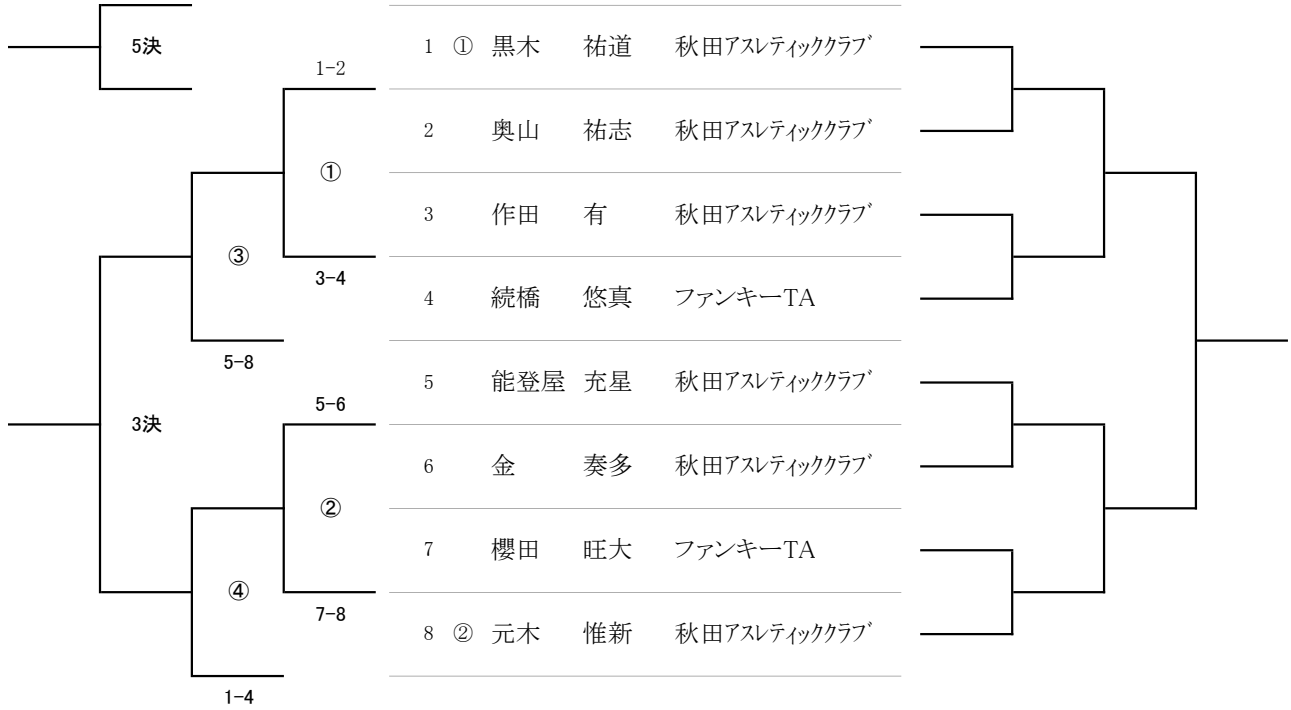 5決
1-2
①
③
3-4
5-8
3決
5-6
②
④
7-8
1-4
1 ① 黒木 祐道 秋田アスレティッククラブ
2 奥山 祐志 秋田アスレティッククラブ
3 作田 有 秋田アスレティッククラブ
4 続橋 悠真 ファンキーTA
5 能登屋 充星 秋田アスレティッククラブ
6 金 奏多 秋田アスレティッククラブ
7 櫻田 旺大 ファンキーTA
8 ② 元木 惟新 秋田アスレティッククラブ